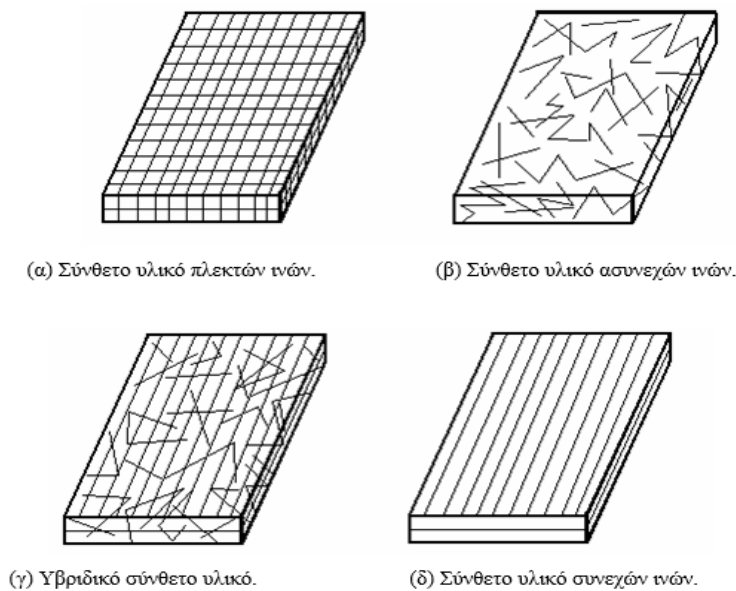 (α) Σύνθετο υλικό πλεκτών ινών.
(β) Σύνθετο υλικό ασυνεχών ινών.
(γ) Υβριδικό σύνθετο υλικό.
(δ) Σύνθετο υλικό συνεχών ινών.